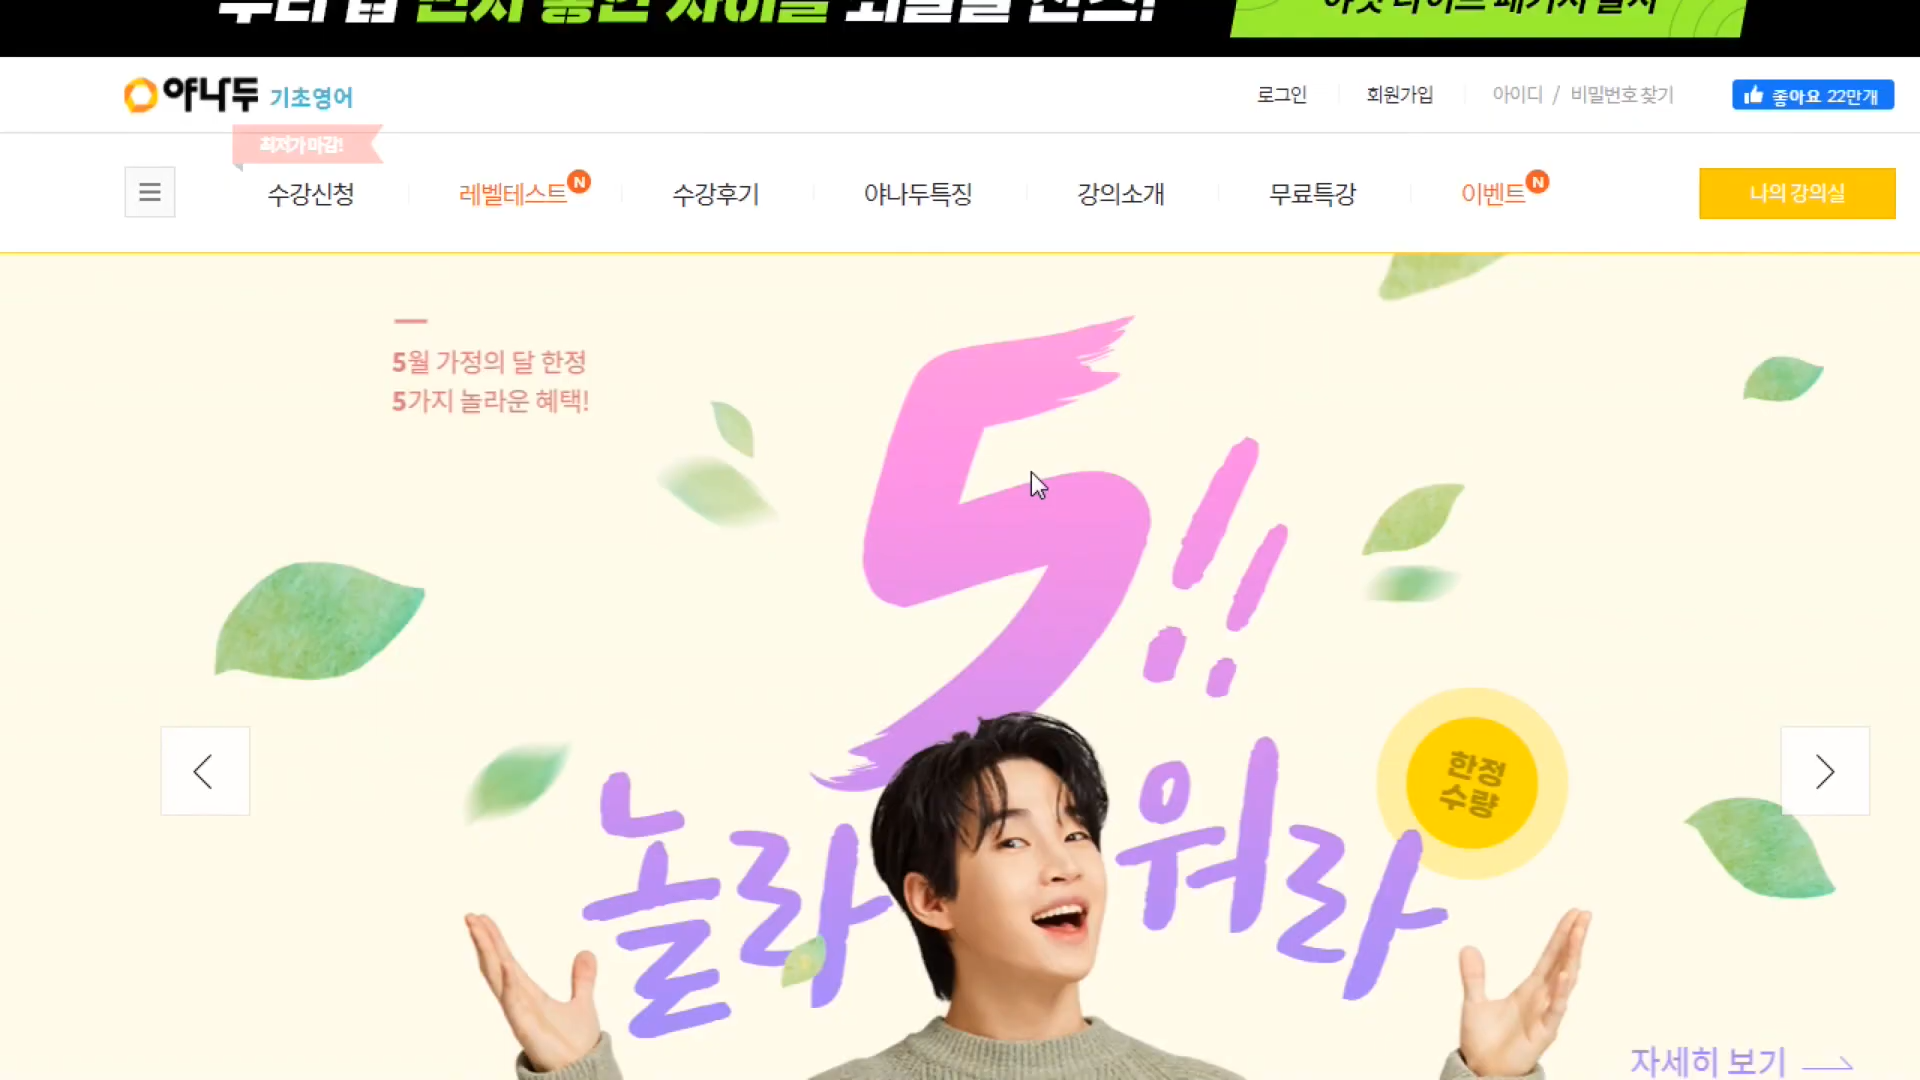 야나두 기초영어
로그인
회원가입
아이디 / 비밀번호 찾기
좋아요 22만개
최저가 마감!
수강신청
레벨테스트 N
수강후기
야나두특징
강의소개
무료특강
이벤트 N
나의 강의실
5월 가정의 달 한정
5가지 놀라운 혜택!
5!!
놀라워라
한정
수량
자세히 보기